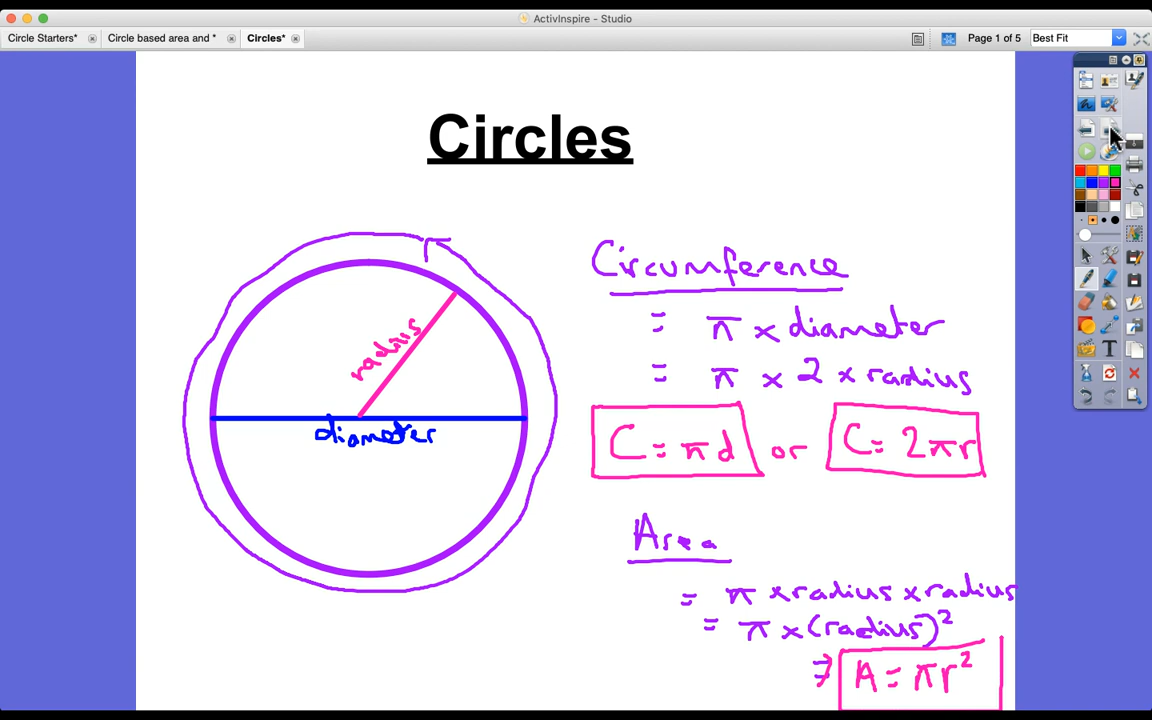 ActivInspire - Studio
Circle Starters*
Circle based area and *
Circles*
Page 1 of 5
Best Fit
Circles
radius
diameter
Circumference
= π × diameter
= π × 2 × radius
C = πd or C = 2πr
Area
= π × radius × radius
= π × (radius)²
⇒ A = πr²